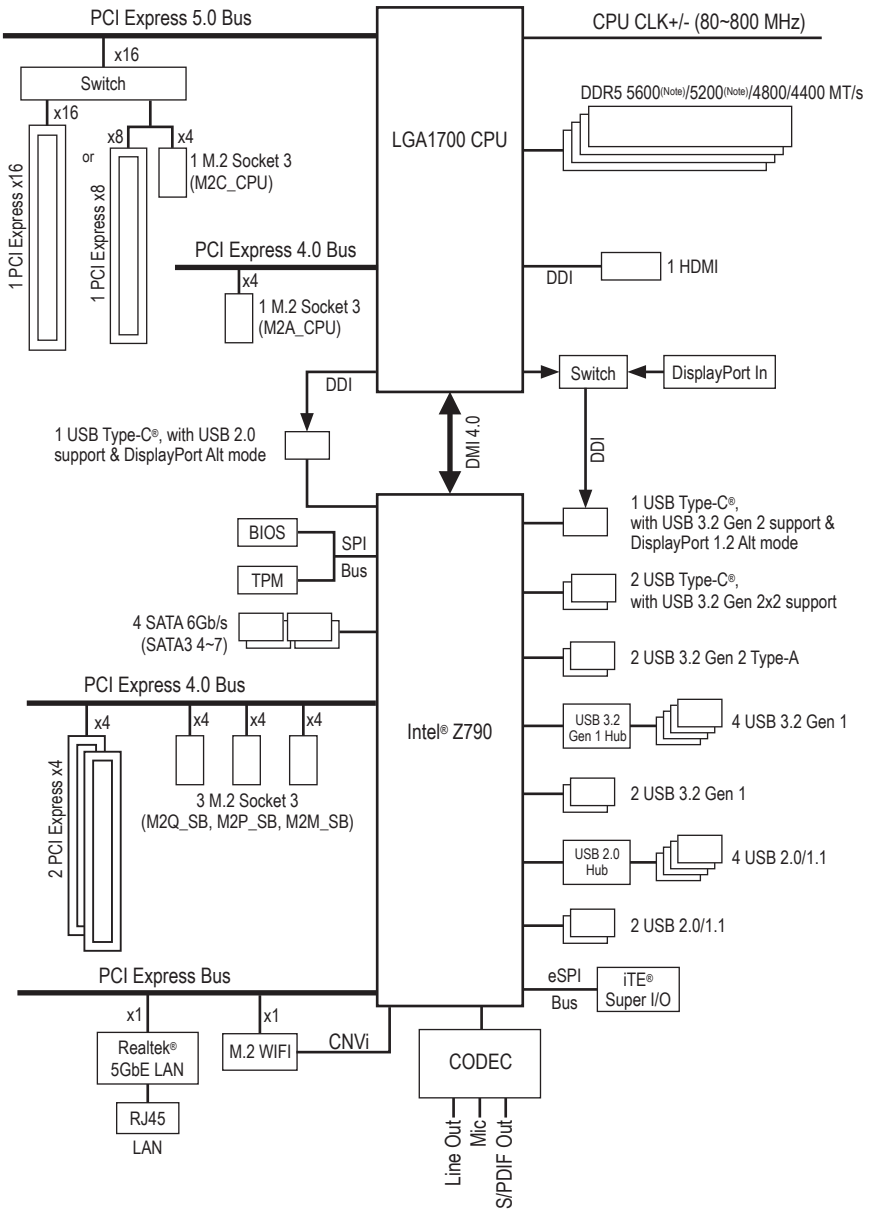 PCI Express 5.0 Bus
CPU CLK+/- (80~800 MHz)
x16
Switch
x16
x8
x4
or
1 PCI Express x16
1 PCI Express x8
1 M.2 Socket 3
(M2C_CPU)
LGA1700 CPU
DDR5 5600(Note)/5200(Note)/4800/4400 MT/s
PCI Express 4.0 Bus
x4
1 M.2 Socket 3
(M2A_CPU)
DDI
1 HDMI
DDI
Switch
DisplayPort In
1 USB Type-C®, with USB 2.0
support & DisplayPort Alt mode
DMI 4.0
DDI
1 USB Type-C®,
with USB 3.2 Gen 2 support &
DisplayPort 1.2 Alt mode
BIOS
TPM
SPI
Bus
2 USB Type-C®,
with USB 3.2 Gen 2x2 support
4 SATA 6Gb/s
(SATA3 4~7)
2 USB 3.2 Gen 2 Type-A
PCI Express 4.0 Bus
x4
x4
x4
x4
2 PCI Express x4
3 M.2 Socket 3
(M2Q_SB, M2P_SB, M2M_SB)
Intel® Z790
USB 3.2
Gen 1 Hub
4 USB 3.2 Gen 1
2 USB 3.2 Gen 1
USB 2.0
Hub
4 USB 2.0/1.1
2 USB 2.0/1.1
PCI Express Bus
x1
x1
eSPI
Bus
iTE®
Super I/O
Realtek®
5GbE LAN
M.2 WIFI
CNVi
CODEC
RJ45
LAN
Line Out
Mic
S/PDIF Out